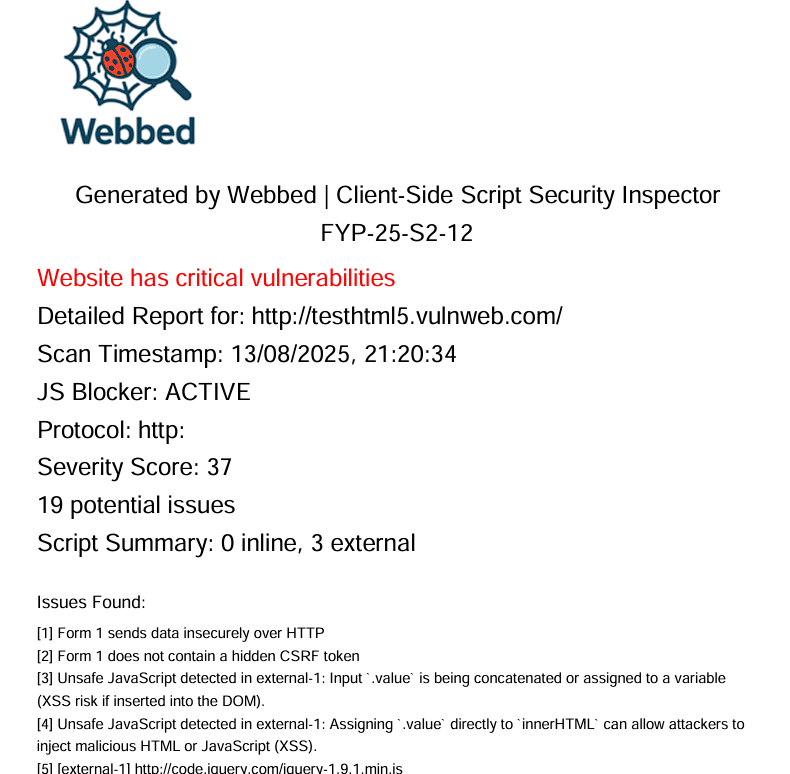 Webbed
Generated by Webbed | Client-Side Script Security Inspector
FYP-25-S2-12
Website has critical vulnerabilities
Detailed Report for: http://testhtml5.vulnweb.com/
Scan Timestamp: 13/08/2025, 21:20:34
JS Blocker: ACTIVE
Protocol: http:
Severity Score: 37
19 potential issues
Script Summary: 0 inline, 3 external
Issues Found:
[1] Form 1 sends data insecurely over HTTP
[2] Form 1 does not contain a hidden CSRF token
[3] Unsafe JavaScript detected in external-1: Input `.value` is being concatenated or assigned to a variable
(XSS risk if inserted into the DOM).
[4] Unsafe JavaScript detected in external-1: Assigning `.value` directly to `innerHTML` can allow attackers to
inject malicious HTML or JavaScript (XSS).
[5] [external-1] http://code.jquery.com/jquery-1.9.1.min.js